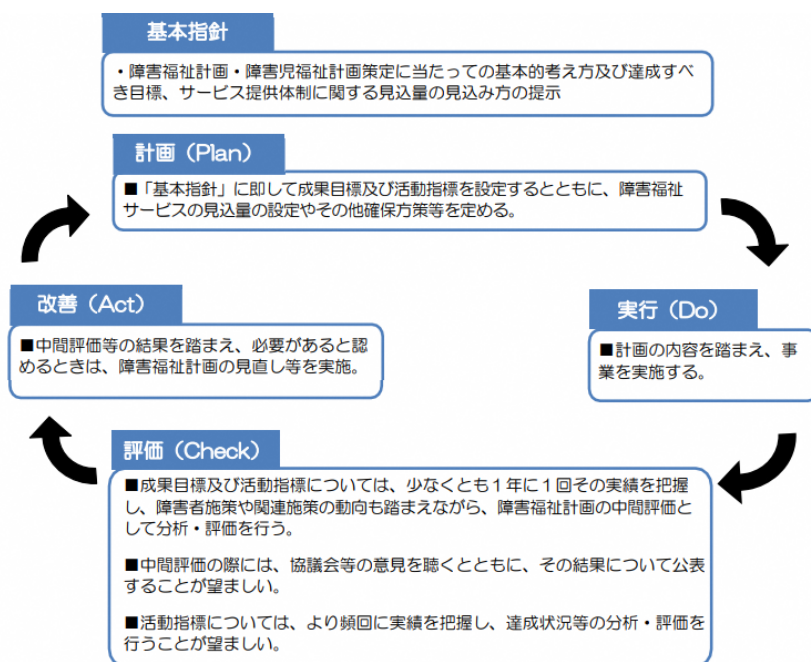 基本指針
・障害福祉計画・障害児福祉計画策定に当たっての基本的考え方及び達成すべ
き目標、サービス提供体制に関する見込量の見込み方の提示
計画（Plan）
■「基本指針」に即して成果目標及び活動指標を設定するとともに、障害福祉
サービスの見込量の設定やその他確保方策等を定める。
改善（Act）
■中間評価等の結果を踏まえ、必要があると認
めるときは、障害福祉計画の見直し等を実施。
実行（Do）
■計画の内容を踏まえ、事
業を実施する。
評価（Check）
■成果目標及び活動指標については、少なくとも１年に１回その実績を把握
し、障害者施策や関連施策の動向も踏まえながら、障害福祉計画の中間評価と
して分析・評価を行う。
■中間評価の際には、協議会等の意見を聴くとともに、その結果について公表
することが望ましい。
■活動指標については、より頻回に実績を把握し、達成状況等の分析・評価を
行うことが望ましい。